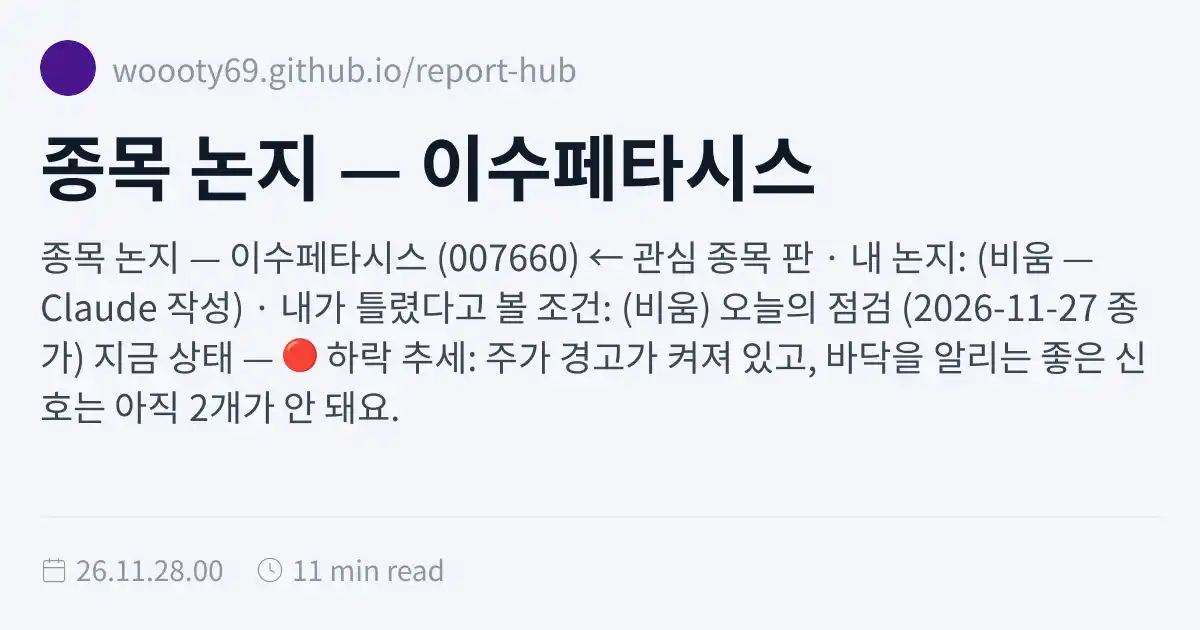 woooty69.github.io/report-hub
종목 논지 — 이수페타시스
종목 논지 — 이수페타시스 (007660) ← 관심 종목 판 · 내 논지: (비움 —
Claude 작성) · 내가 틀렸다고 볼 조건: (비움) 오늘의 점검 (2026-11-27 종
가) 지금 상태 — 🔴 하락 추세: 주가 경고가 켜져 있고, 바닥을 알리는 좋은 신
호는 아직 2개가 안 돼요.
26.11.28.00 11 min read